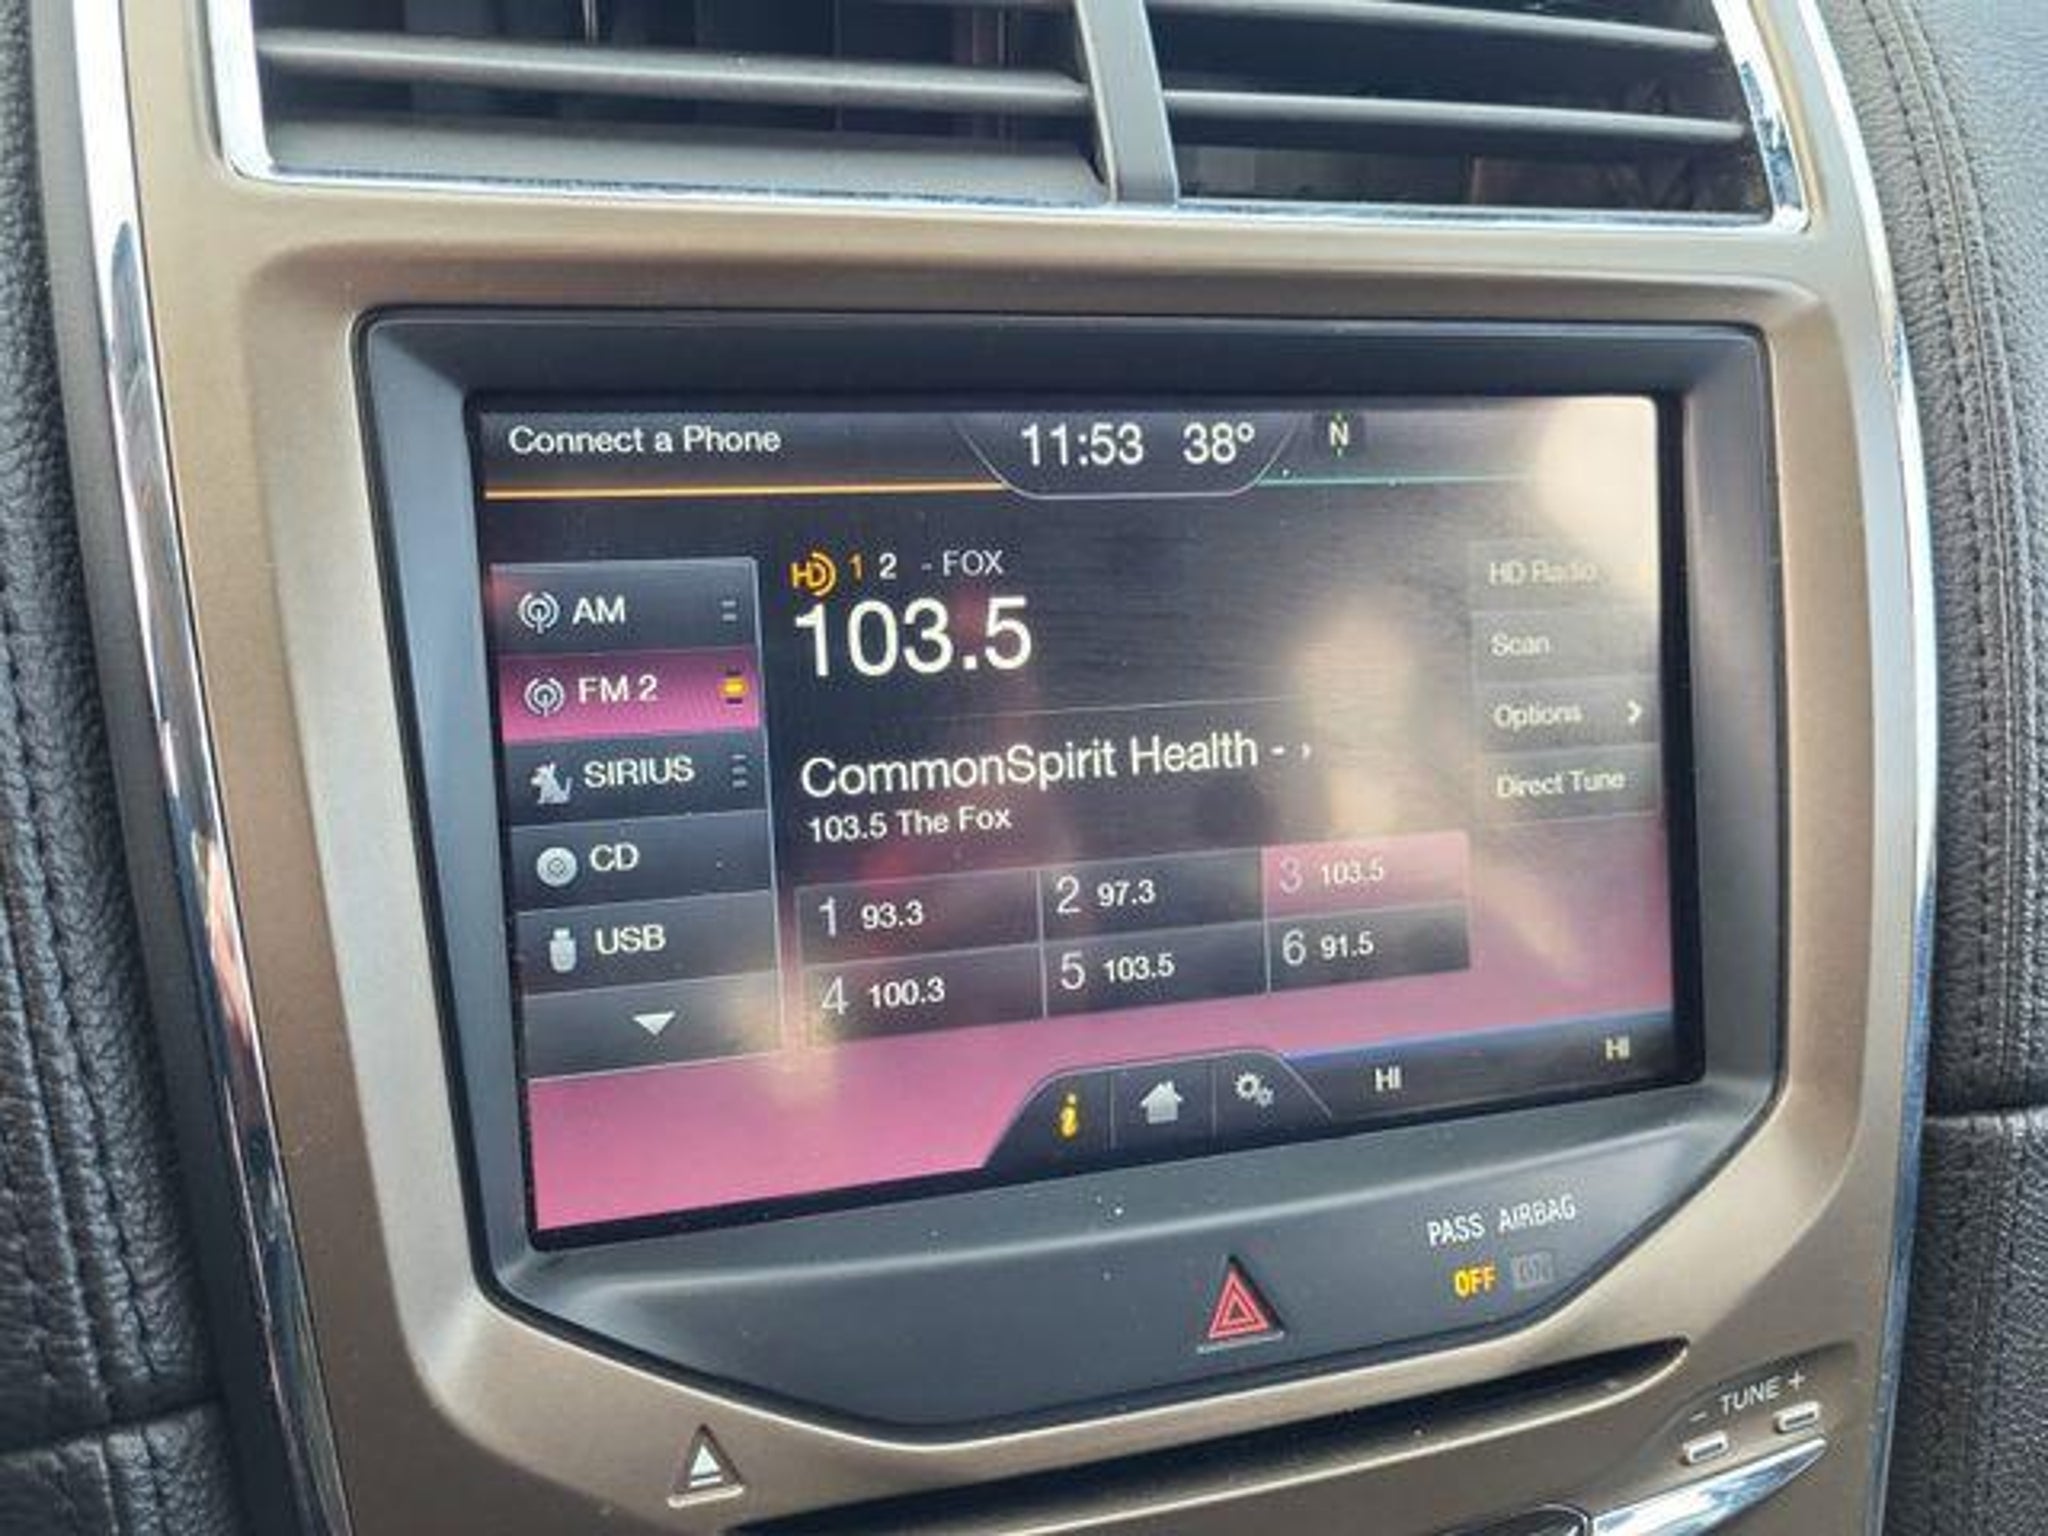 Connect a Phone
11:53 38°
N
HD 1 2 - FOX
103.5
AM
FM 2
SIRIUS
CD
USB
HD Radio
Scan
Options
Direct Tune
CommonSpirit Health -
103.5 The Fox
1 93.3
2 97.3
3 103.5
4 100.3
5 103.5
6 91.5
i
HI
HI
PASS AIRBAG
OFF ON
- TUNE +